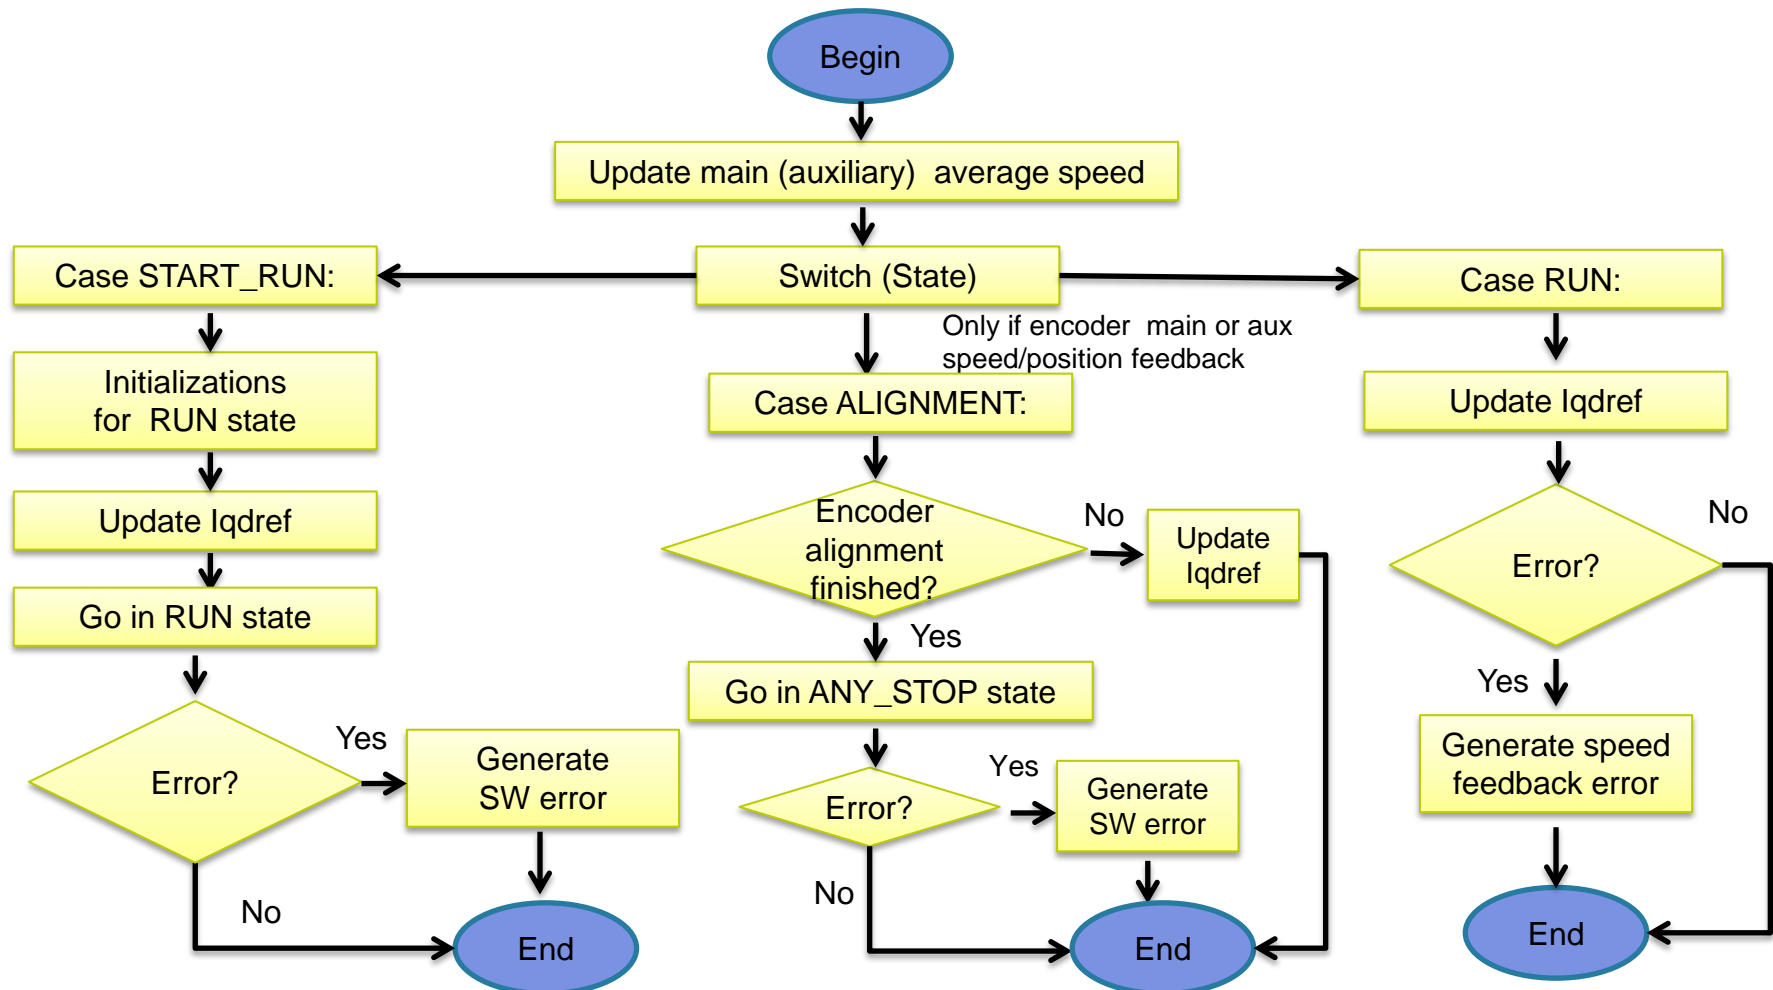 Begin
Update main (auxiliary)  average speed
Case START_RUN:
Switch (State)
Case RUN:
Only if encoder  main or aux
speed/position feedback
Initializations
for  RUN state
Case ALIGNMENT:
Update Iqdref
Update Iqdref
Encoder
alignment
finished?
No
Update
Iqdref
Error?
No
Go in RUN state
Yes
Go in ANY_STOP state
Yes
Generate speed
feedback error
Error?
Yes
Generate
SW error
Error?
Yes
Generate
SW error
No
No
End
End
End